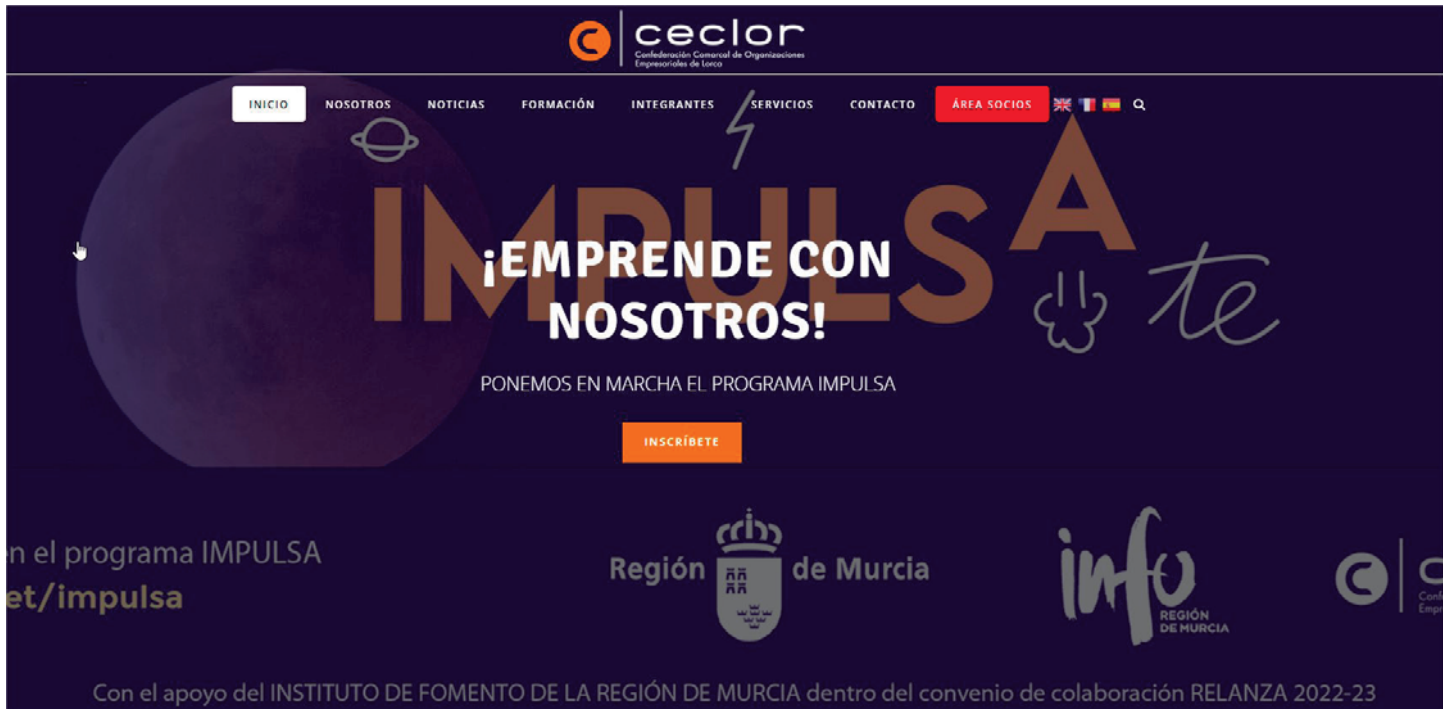 ceclor
Confederación Comarcal de Organizaciones
Empresariales de Lorca
INICIO NOSOTROS NOTICIAS FORMACIÓN INTEGRANTES SERVICIOS CONTACTO ÁREA SOCIOS
IMPULSA te
¡EMPRENDE CON
NOSOTROS!
PONEMOS EN MARCHA EL PROGRAMA IMPULSA
INSCRÍBETE
en el programa IMPULSA
et/impulsa
Región de Murcia
info
REGIÓN
DE MURCIA
Con el apoyo del INSTITUTO DE FOMENTO DE LA REGIÓN DE MURCIA dentro del convenio de colaboración RELANZA 2022-23